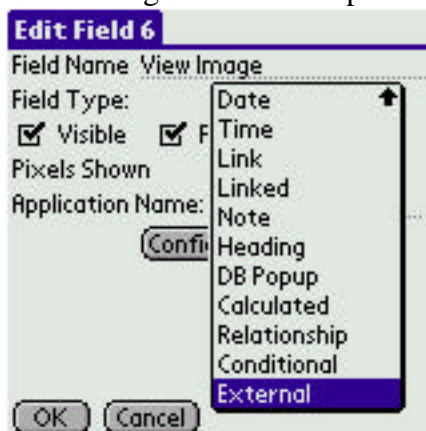 Edit Field 6
Field Name View Image
Field Type:
Visible
Pixels Shown
Application Name:
Date
Time
Link
Linked
Note
Heading
DB Popup
Calculated
Relationship
Conditional
External
OK Cancel